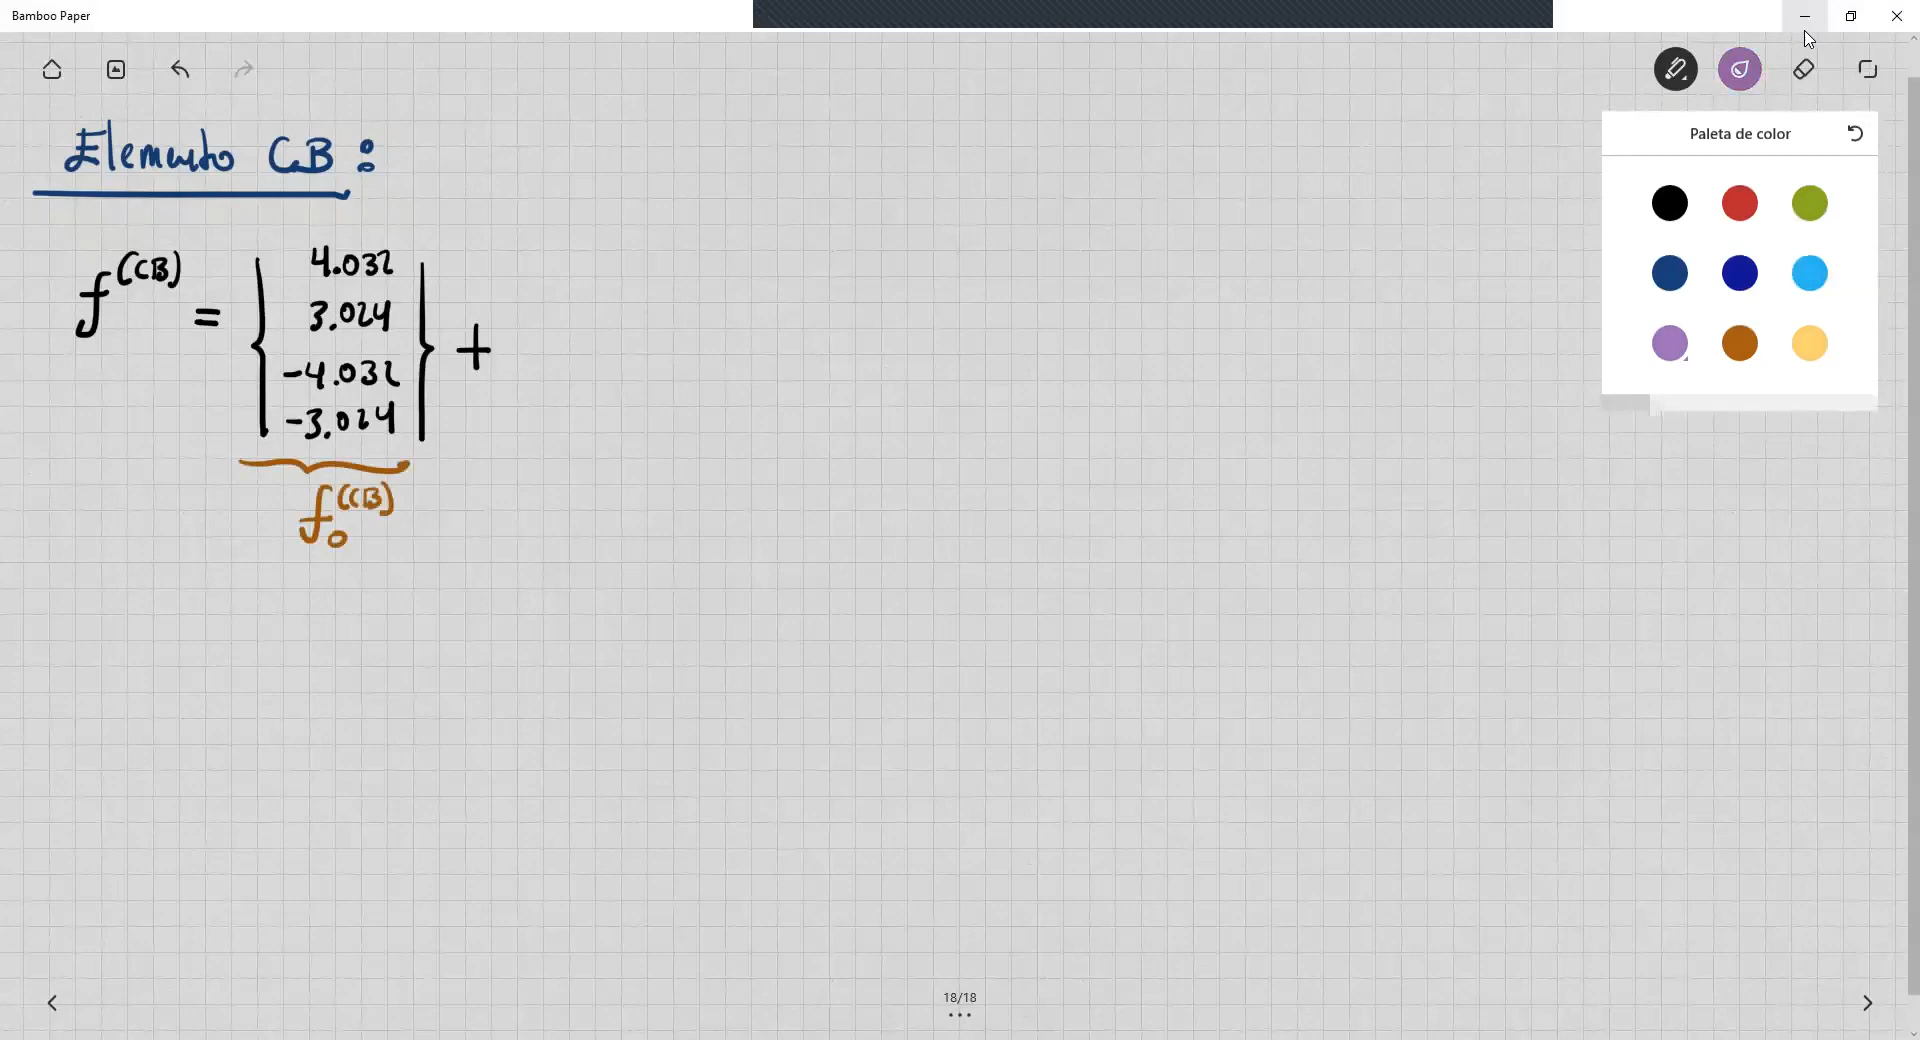 Bamboo Paper
Paleta de color
Elemento CB:
f^(CB) = { 4.032
3.024
-4.032
-3.024 } +
f_0^(CB)
18/18